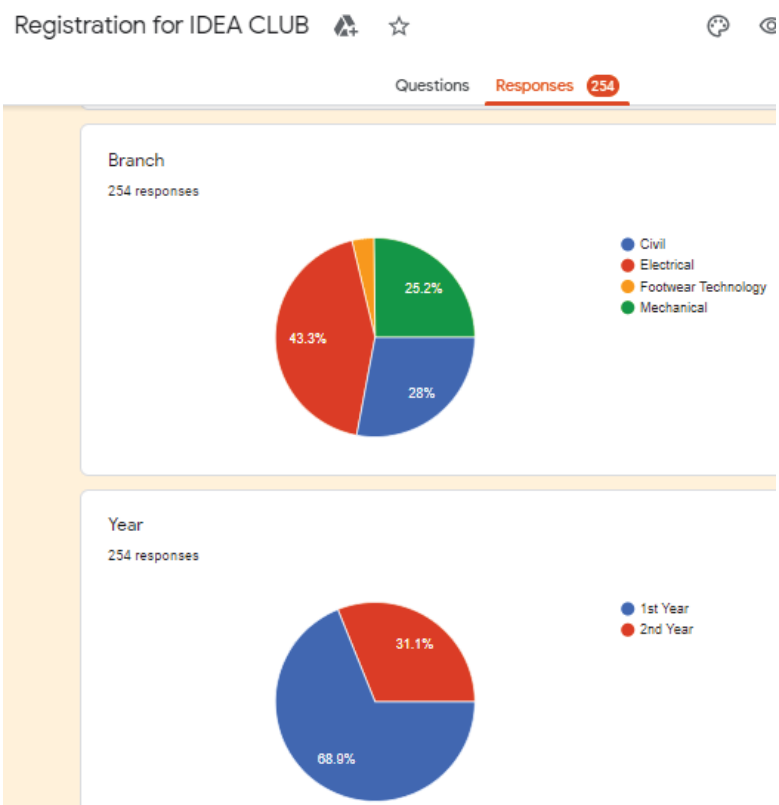 Registration for IDEA CLUB
Questions Responses 254
Branch
254 responses
Civil
Electrical
Footwear Technology
Mechanical
25.2%
43.3%
28%
Year
254 responses
1st Year
2nd Year
31.1%
68.9%